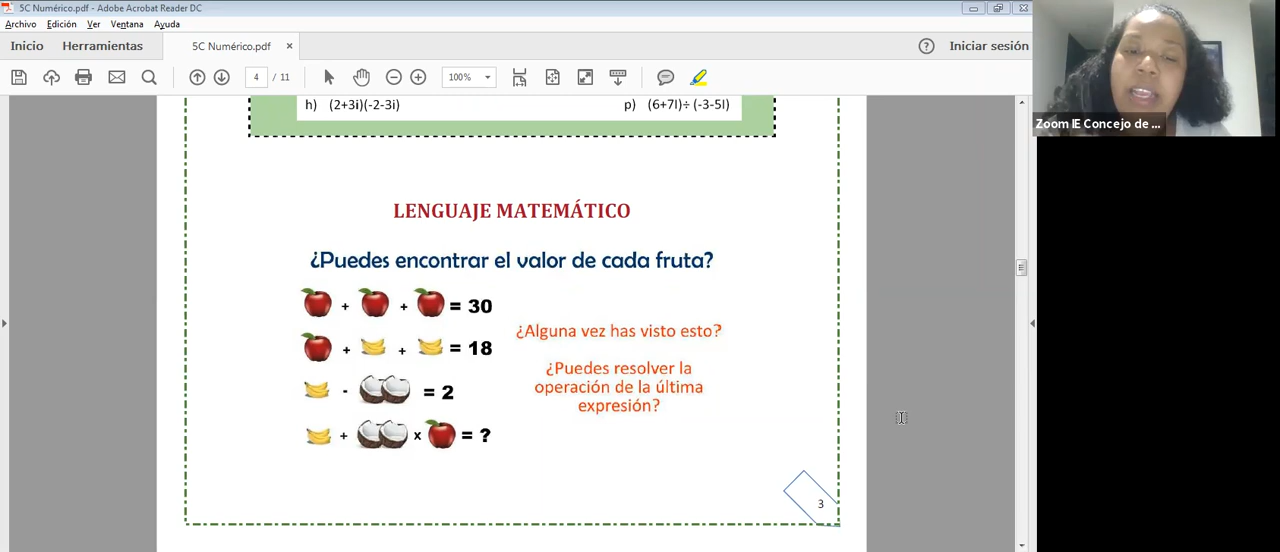 5C Numérico.pdf - Adobe Acrobat Reader DC
Archivo Edición Ver Ventana Ayuda
Inicio Herramientas 5C Numérico.pdf × Iniciar sesión
4 / 11 100%
Zoom IE Concejo de ...
h) (2+3i)(-2-3i) p) (6+7I)÷ (-3-5I)
LENGUAJE MATEMÁTICO
¿Puedes encontrar el valor de cada fruta?
+ + = 30
+ + = 18
- = 2
+ x = ?
¿Alguna vez has visto esto?
¿Puedes resolver la
operación de la última
expresión?
3